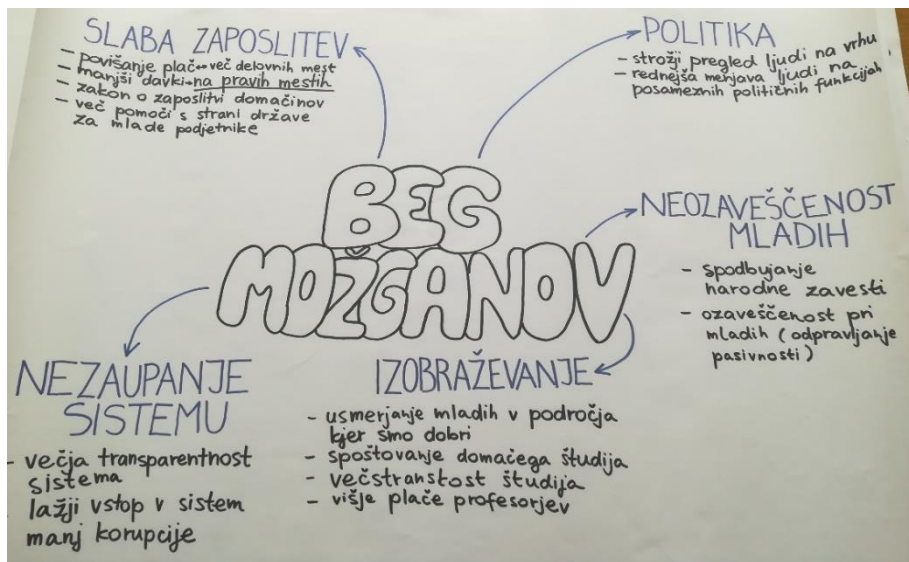 SLABA ZAPOSLITEV
- povišanje plač↔več delovnih mest
- manjši davki→na pravih mestih
- zakon o zaposlitvi domačinov
- več pomoči s strani države
za mlade podjetnike
POLITIKA
- strožji pregled ljudi na vrhu,
- rednejša menjava ljudi na
posameznih političnih funkcijah
BEG
MOŽGANOV
NEOZAVEŠČENOST
MLADIH
- spodbujanje
narodne zavesti
- ozaveščenost pri
mladih (odpravljanje
pasivnosti)
NEZAUPANJE
SISTEMU
- večja transparentnost
sistema
lažji vstop v sistem
manj korupcije
IZOBRAŽEVANJE
- usmerjanje mladih v področja
kjer smo dobri
- spoštovanje domačega študija
- večstranstost študija
- višje plače profesorjev